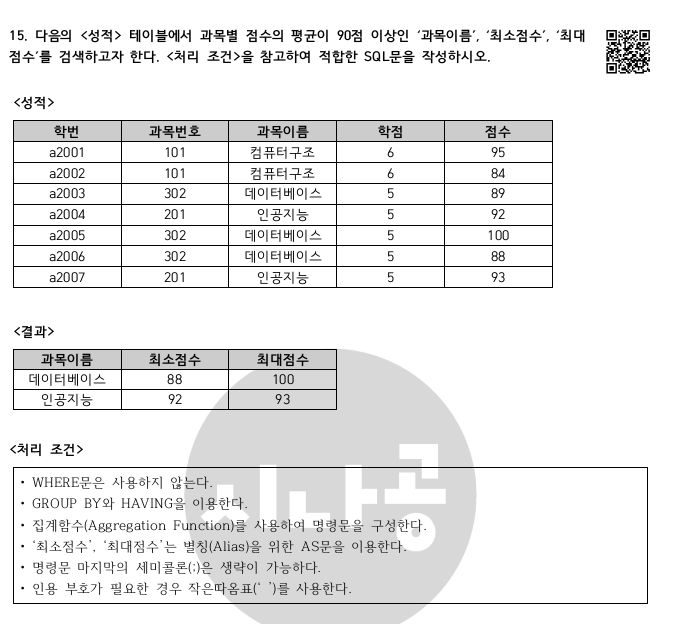 15. 다음의 <성적> 테이블에서 과목별 점수의 평균이 90점 이상인 '과목이름', '최소점수', '최대
점수'를 검색하고자 한다. <처리 조건>을 참고하여 적합한 SQL문을 작성하시오.
<성적>
학번 과목번호 과목이름 학점 점수
a2001 101 컴퓨터구조 6 95
a2002 101 컴퓨터구조 6 84
a2003 302 데이터베이스 5 89
a2004 201 인공지능 5 92
a2005 302 데이터베이스 5 100
a2006 302 데이터베이스 5 88
a2007 201 인공지능 5 93
<결과>
과목이름 최소점수 최대점수
데이터베이스 88 100
인공지능 92 93
<처리 조건>
• WHERE문은 사용하지 않는다.
• GROUP BY와 HAVING을 이용한다.
• 집계함수(Aggregation Function)를 사용하여 명령문을 구성한다.
• '최소점수', '최대점수'는 별칭(Alias)을 위한 AS문을 이용한다.
• 명령문 마지막의 세미콜론(;)은 생략이 가능하다.
• 인용 부호가 필요한 경우 작은따옴표(' ')를 사용한다.
시나공